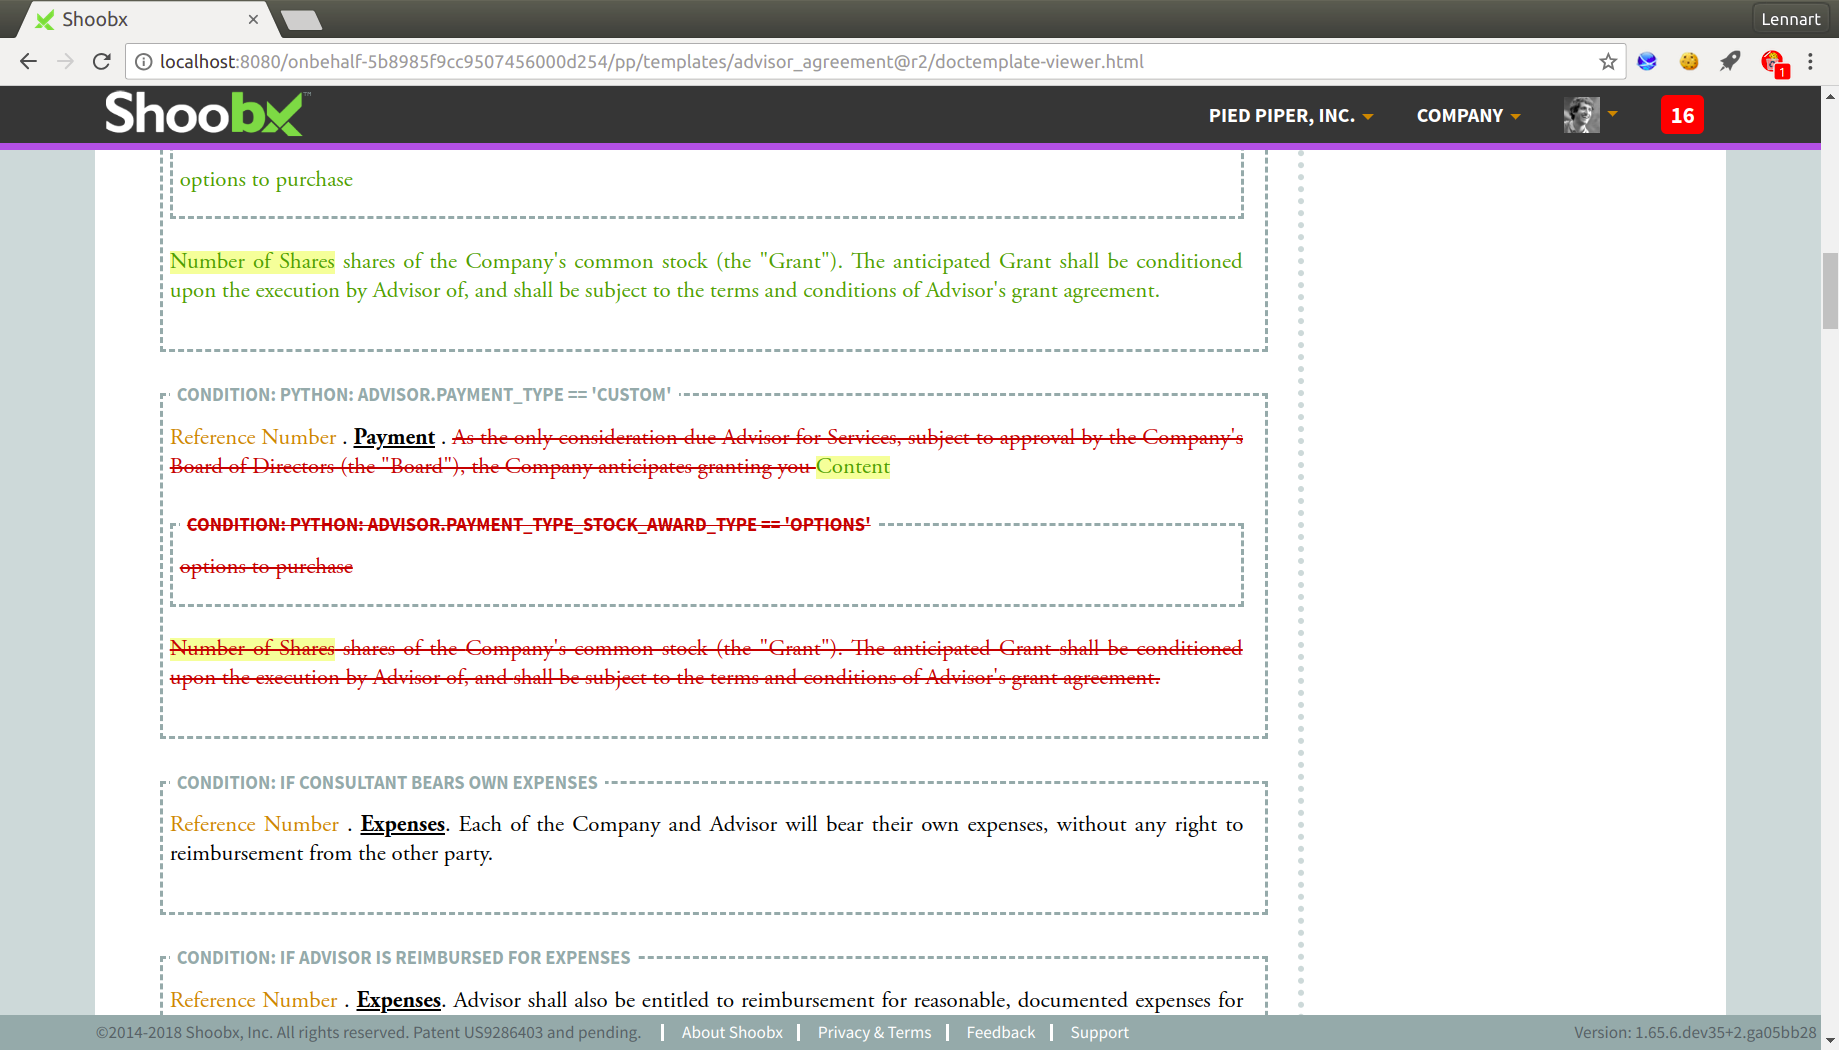 Shoobx
Lennart
localhost:8080/onbehalf-5b8985f9cc9507456000d254/pp/templates/advisor_agreement@r2/doctemplate-viewer.html
1
Shoobx™
PIED PIPER, INC.
COMPANY
16
options to purchase
Number of Shares shares of the Company's common stock (the "Grant"). The anticipated Grant shall be conditioned
upon the execution by Advisor of, and shall be subject to the terms and conditions of Advisor's grant agreement.
CONDITION: PYTHON: ADVISOR.PAYMENT_TYPE == 'CUSTOM'
Reference Number . Payment . As the only consideration due Advisor for Services, subject to approval by the Company's
Board of Directors (the "Board"), the Company anticipates granting you Content
CONDITION: PYTHON: ADVISOR.PAYMENT_TYPE_STOCK_AWARD_TYPE == 'OPTIONS'
options to purchase
Number of Shares shares of the Company's common stock (the "Grant"). The anticipated Grant shall be conditioned
upon the execution by Advisor of, and shall be subject to the terms and conditions of Advisor's grant agreement.
CONDITION: IF CONSULTANT BEARS OWN EXPENSES
Reference Number . Expenses. Each of the Company and Advisor will bear their own expenses, without any right to
reimbursement from the other party.
CONDITION: IF ADVISOR IS REIMBURSED FOR EXPENSES
Reference Number . Expenses. Advisor shall also be entitled to reimbursement for reasonable, documented expenses for
©2014-2018 Shoobx, Inc. All rights reserved. Patent US9286403 and pending. | About Shoobx | Privacy & Terms | Feedback | Support
Version: 1.65.6.dev35+2.ga05bb28